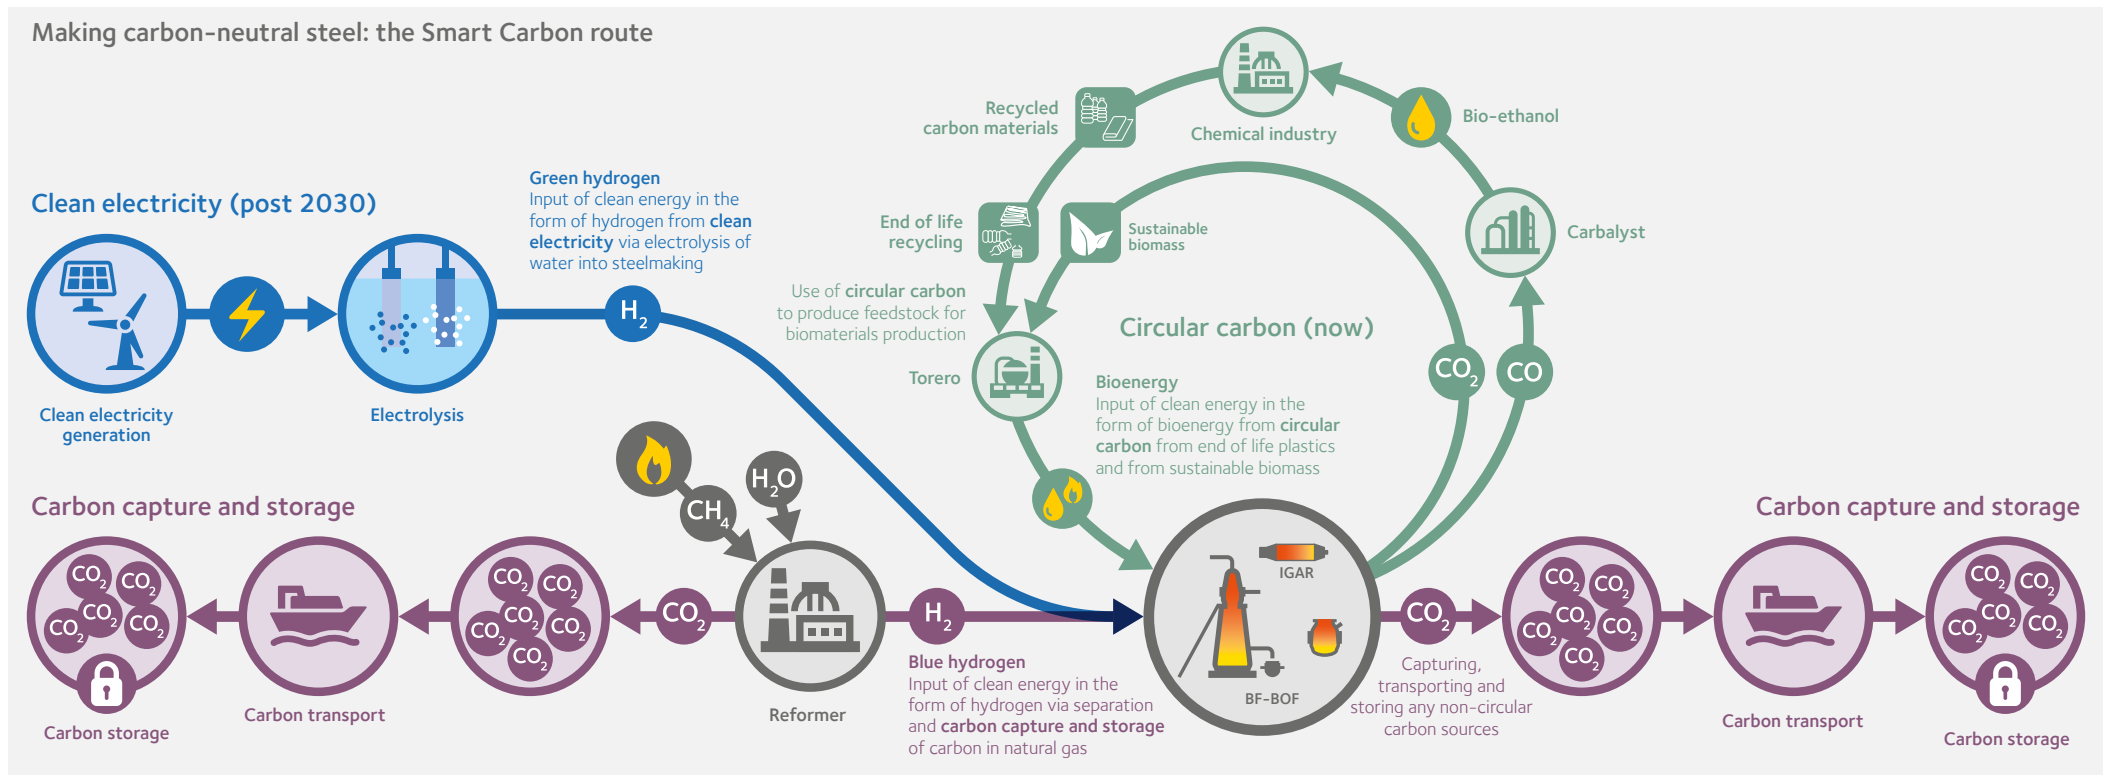 Making carbon-neutral steel: the Smart Carbon route
Clean electricity (post 2030)
Clean electricity
generation
Electrolysis
Green hydrogen
Input of clean energy in the
form of hydrogen from clean
electricity via electrolysis of
water into steelmaking
H2
Recycled
carbon materials
Chemical industry
Bio-ethanol
End of life
recycling
Sustainable
biomass
Carbalyst
Use of circular carbon
to produce feedstock for
biomaterials production
Circular carbon (now)
Torero
CO2
CO
Bioenergy
Input of clean energy in the
form of bioenergy from circular
carbon from end of life plastics
and from sustainable biomass
Carbon capture and storage
CH4
H2O
CO2
CO2
CO2
CO2
CO2
Carbon storage
Carbon transport
CO2
CO2
CO2
CO2
CO2
CO2
CO2
Reformer
H2
Blue hydrogen
Input of clean energy in the
form of hydrogen via separation
and carbon capture and storage
of carbon in natural gas
IGAR
BF-BOF
Carbon capture and storage
CO2
Capturing,
transporting and
storing any non-circular
carbon sources
CO2
CO2
CO2
CO2
CO2
CO2
Carbon transport
CO2
CO2
CO2
CO2
CO2
Carbon storage